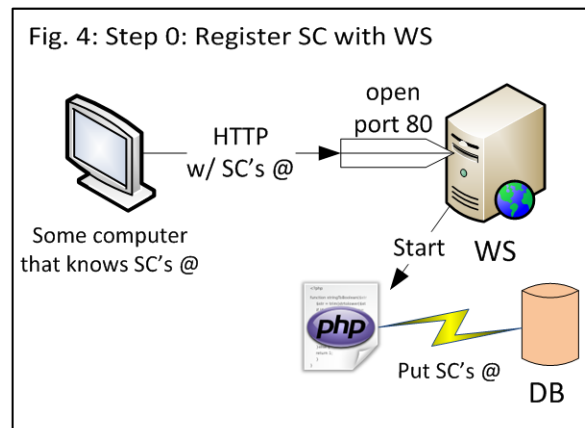 Fig. 4: Step 0: Register SC with WS
open
port 80
HTTP
w/ SC's @
Some computer
that knows SC's @
WS
Start
php
Put SC's @
DB